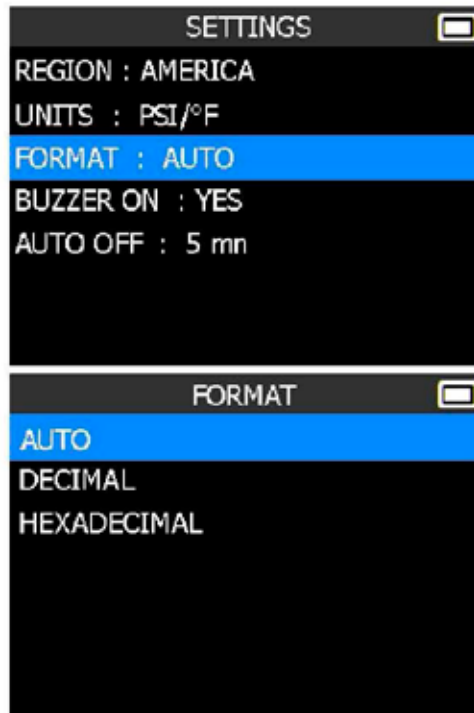 SETTINGS
REGION : AMERICA
UNITS : PSI/°F
FORMAT : AUTO
BUZZER ON : YES
AUTO OFF : 5 mn
FORMAT
AUTO
DECIMAL
HEXADECIMAL